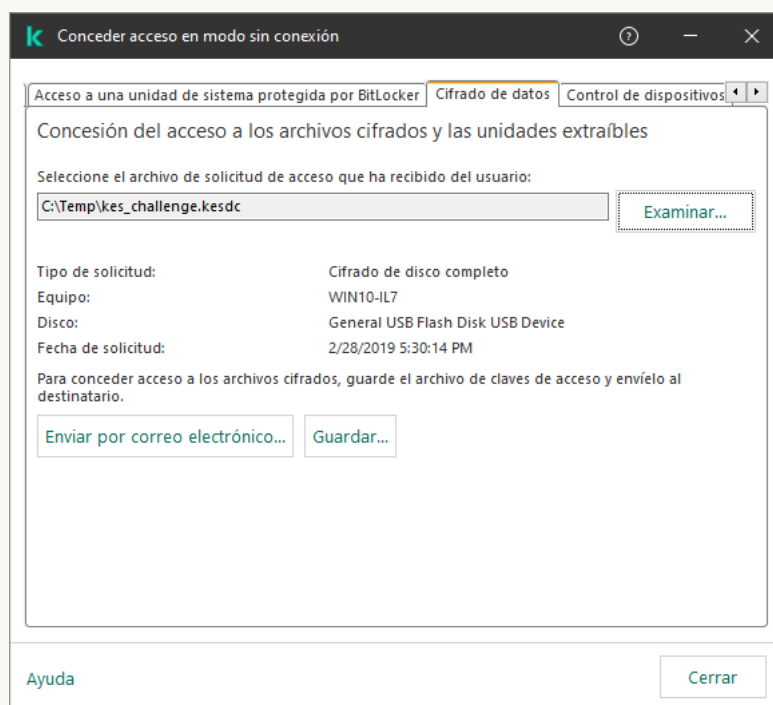 Conceder acceso en modo sin conexión
Acceso a una unidad de sistema protegida por BitLocker
Cifrado de datos
Control de dispositivos
Concesión del acceso a los archivos cifrados y las unidades extraíbles
Seleccione el archivo de solicitud de acceso que ha recibido del usuario:
C:\Temp\kes_challenge.kesdc
Examinar...
Tipo de solicitud: Cifrado de disco completo
Equipo: WIN10-IL7
Disco: General USB Flash Disk USB Device
Fecha de solicitud: 2/28/2019 5:30:14 PM
Para conceder acceso a los archivos cifrados, guarde el archivo de claves de acceso y envíelo al
destinatario.
Enviar por correo electrónico...
Guardar...
Ayuda
Cerrar